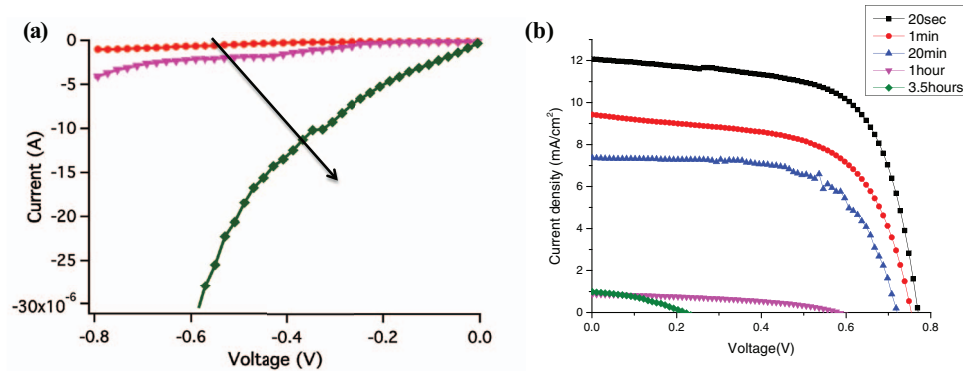 (a)
0
-5
-10
-15
-20
-25
-30x10⁻⁶
Current (A)
-0.8
-0.6
-0.4
-0.2
0.0
Voltage (V)
(b)
20sec
1min
20min
1hour
3.5hours
12
10
8
6
4
2
0
Current density (mA/cm²)
0.0
0.2
0.4
0.6
0.8
Voltage(V)